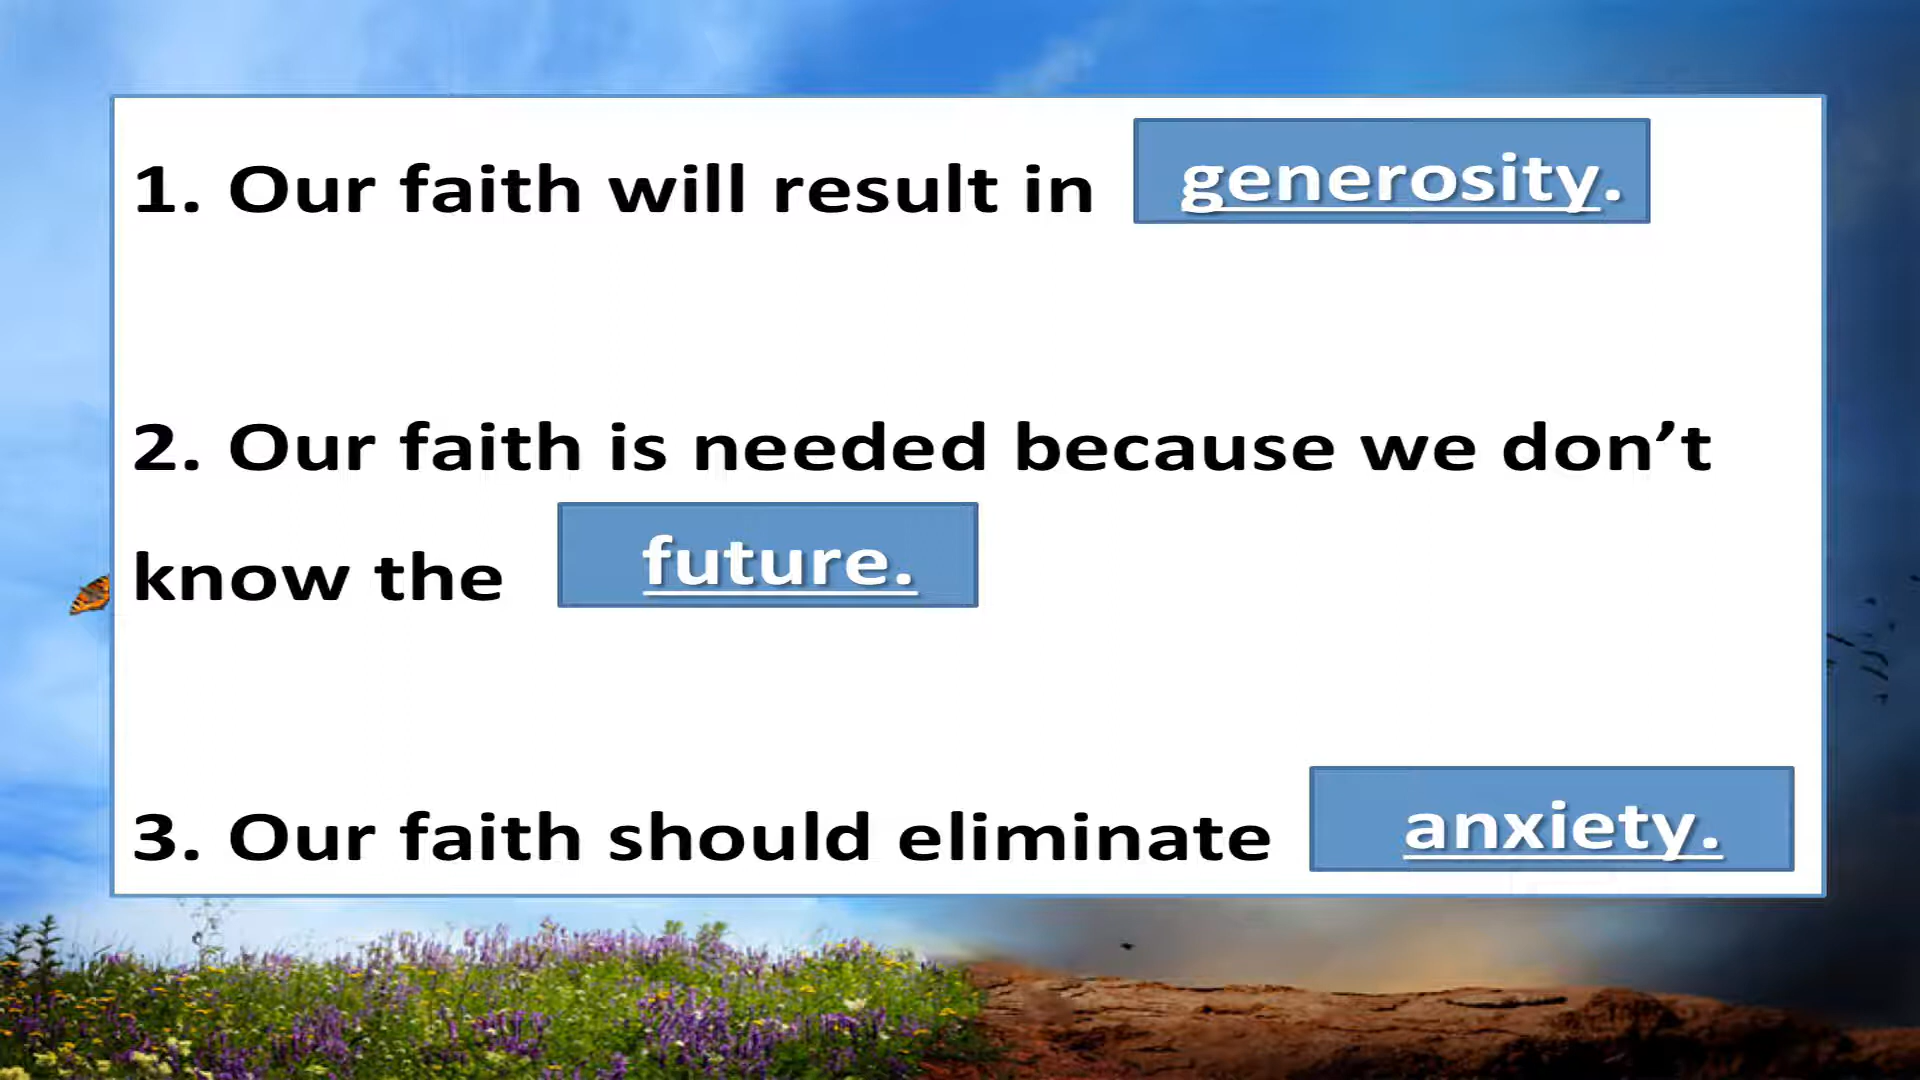 1. Our faith will result in generosity.
2. Our faith is needed because we don’t
know the future.
3. Our faith should eliminate anxiety.